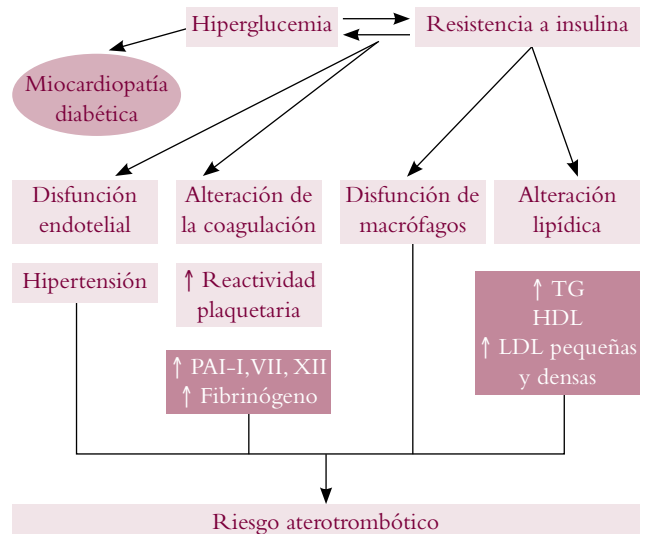 Hiperglucemia
Resistencia a insulina
Miocardiopatía
diabética
Disfunción
endotelial
Alteración de
la coagulación
Disfunción de
macrófagos
Alteración
lipídica
Hipertensión
↑ Reactividad
plaquetaria
↑ TG
HDL
↑ LDL pequeñas
y densas
↑ PAI-I,VII, XII
↑ Fibrinógeno
Riesgo aterotrombótico